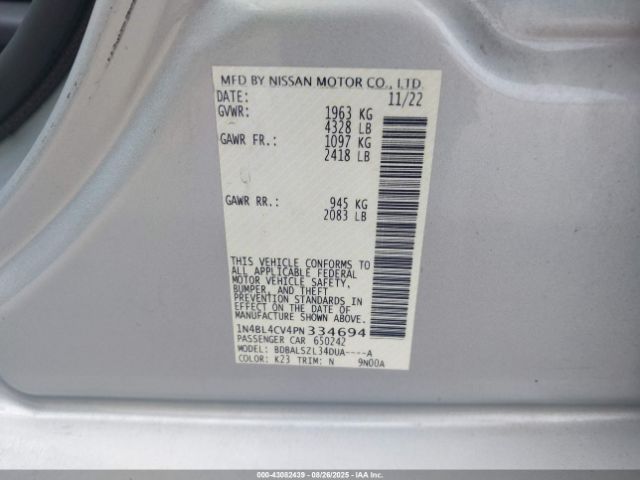 MFD BY NISSAN MOTOR CO., LTD.
DATE: 11/22
GVWR: 1963 KG
4328 LB
GAWR FR.: 1097 KG
2418 LB
GAWR RR.: 945 KG
2083 LB
THIS VEHICLE CONFORMS TO
ALL APPLICABLE FEDERAL
MOTOR VEHICLE SAFETY,
BUMPER, AND THEFT
PREVENTION STANDARDS IN
EFFECT ON THE DATE OF
MANUFACTURE SHOWN ABOVE.
1N4BL4CV4PN334694
PASSENGER CAR 650242
MODEL: BDBALSZL34DUA----A
COLOR: K23 TRIM: N 9N00A
000-43082439 - 08/26/2025 - IAA Inc.